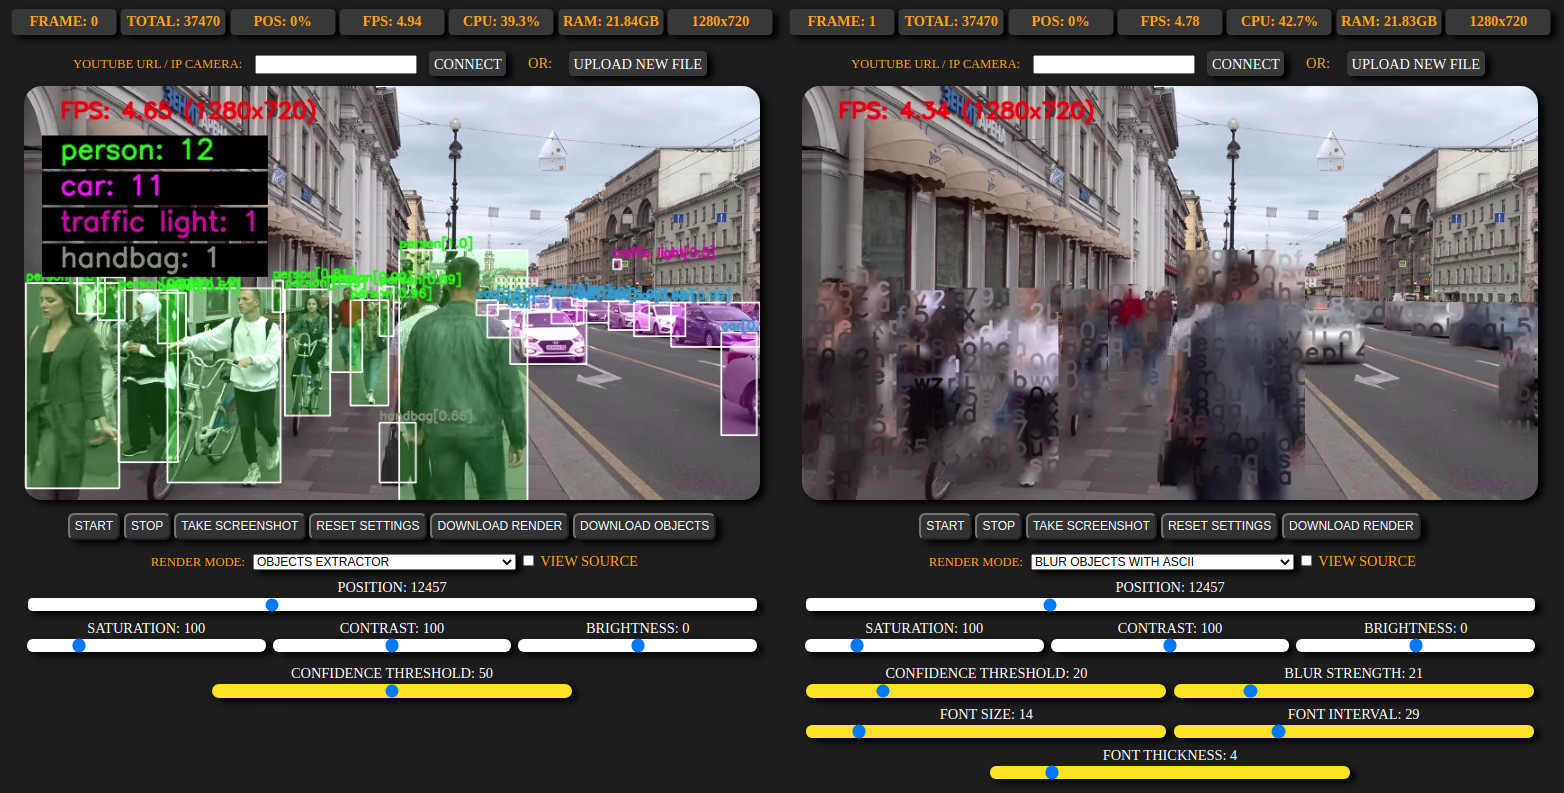 FRAME: 0 TOTAL: 37470 POS: 0% FPS: 4.94 CPU: 39.3% RAM: 21.84GB 1280x720
YOUTUBE URL / IP CAMERA: CONNECT OR: UPLOAD NEW FILE
FPS: 4.65 (1280x720)
person: 12
car: 11
traffic light: 1
handbag: 1
person[1.0]
handbag[0.66]
START STOP TAKE SCREENSHOT RESET SETTINGS DOWNLOAD RENDER DOWNLOAD OBJECTS
RENDER MODE: OBJECTS EXTRACTOR VIEW SOURCE
POSITION: 12457
SATURATION: 100 CONTRAST: 100 BRIGHTNESS: 0
CONFIDENCE THRESHOLD: 50
FRAME: 1 TOTAL: 37470 POS: 0% FPS: 4.78 CPU: 42.7% RAM: 21.83GB 1280x720
YOUTUBE URL / IP CAMERA: CONNECT OR: UPLOAD NEW FILE
FPS: 4.34 (1280x720)
START STOP TAKE SCREENSHOT RESET SETTINGS DOWNLOAD RENDER
RENDER MODE: BLUR OBJECTS WITH ASCII VIEW SOURCE
POSITION: 12457
SATURATION: 100 CONTRAST: 100 BRIGHTNESS: 0
CONFIDENCE THRESHOLD: 20 BLUR STRENGTH: 21
FONT SIZE: 14 FONT INTERVAL: 29
FONT THICKNESS: 4